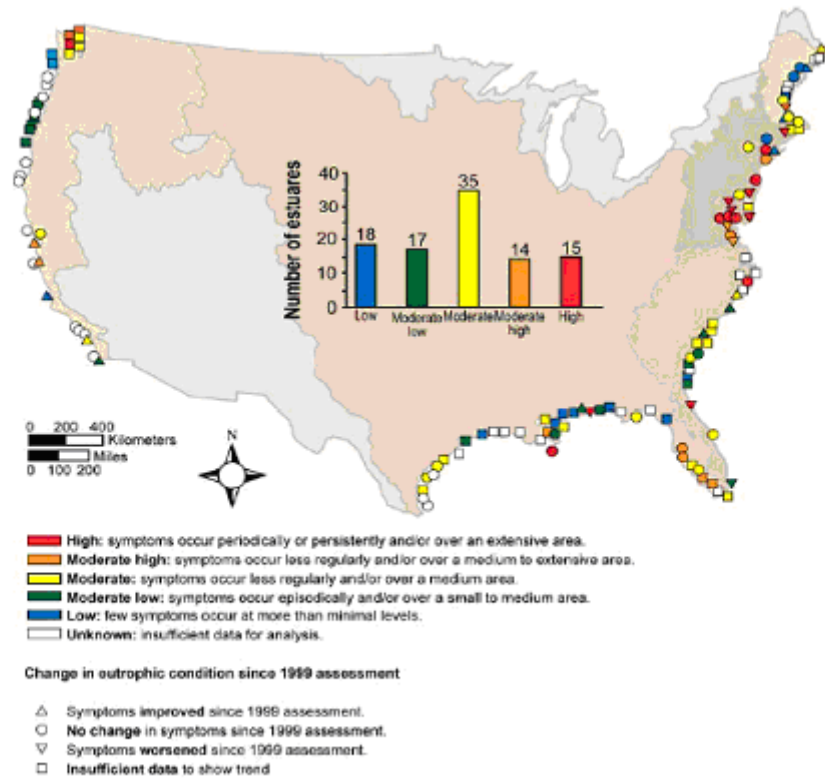 40
30
20
10
0
Number of estuares
18
17
35
14
15
Low
Moderate low
Moderate
Moderate high
High
0 200 400
Kilometers
Miles
0 100 200
N
High: symptoms occur periodically or persistently and/or over an extensive area.
Moderate high: symptoms occur less regularly and/or over a medium to extensive area.
Moderate: symptoms occur less regularly and/or over a medium area.
Moderate low: symptoms occur episodically and/or over a small to medium area.
Low: few symptoms occur at more than minimal levels.
Unknown: insufficient data for analysis.
Change in eutrophic condition since 1999 assessment
Symptoms improved since 1999 assessment.
No change in symptoms since 1999 assessment.
Symptoms worsened since 1999 assessment.
Insufficient data to show trend